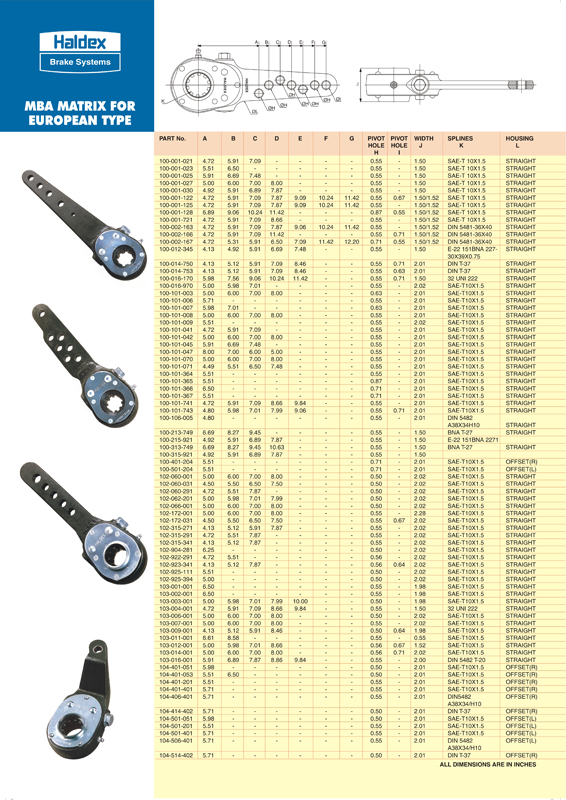 Haldex
Brake Systems
MBA MATRIX FOR
EUROPEAN TYPE
A B C D E F G
PART No. A B C D E F G PIVOT PIVOT WIDTH SPLINES HOUSING
HOLE HOLE J K L
H I
100-001-021 4.72 5.91 7.09 - - - - 0.55 - 1.50 SAE-T 10X1.5 STRAIGHT
100-001-023 5.51 6.50 - - - - - 0.55 - 1.50 SAE-T 10X1.5 STRAIGHT
100-001-025 5.91 6.69 7.48 - - - - 0.55 - 1.50 SAE-T 10X1.5 STRAIGHT
100-001-027 5.00 6.00 7.00 8.00 - - - 0.55 - 1.50 SAE-T 10X1.5 STRAIGHT
100-001-030 4.92 5.91 6.89 7.87 - - - 0.55 - 1.50 SAE-T 10X1.5 STRAIGHT
100-001-122 4.72 5.91 7.09 7.87 9.09 10.24 11.42 0.55 0.67 1.50/1.52 SAE-T 10X1.5 STRAIGHT
100-001-125 4.72 5.91 7.09 7.87 9.09 10.24 11.42 0.55 - 1.50/1.52 SAE-T 10X1.5 STRAIGHT
100-001-128 6.89 9.06 10.24 11.42 - - - 0.87 0.55 1.50/1.52 SAE-T 10X1.5 STRAIGHT
100-001-721 4.72 5.91 7.09 8.66 - - - 0.55 - 1.50/1.52 SAE-T 10X1.5 STRAIGHT
100-002-163 4.72 5.91 7.09 7.87 9.06 10.24 11.42 0.55 - 1.50/1.52 DIN 5481-36X40 STRAIGHT
100-002-166 4.72 5.91 7.09 11.42 - - - 0.55 0.71 1.50/1.52 DIN 5481-36X40 STRAIGHT
100-002-167 4.72 5.31 5.91 6.50 7.09 11.42 12.20 0.71 0.55 1.50/1.52 DIN 5481-36X40 STRAIGHT
100-012-345 4.13 4.92 5.91 6.69 7.48 - - 0.55 - 1.50 E-22 151BNA 227- STRAIGHT
30X39X0.75
100-014-750 4.13 5.12 5.91 7.09 8.46 - - 0.55 0.71 2.01 DIN T-37 STRAIGHT
100-014-753 4.13 5.12 5.91 7.09 8.46 - - 0.55 0.63 2.01 DIN T-37 STRAIGHT
100-016-170 5.98 7.56 9.06 10.24 11.42 - - 0.55 0.71 1.50 32 UNI 222 STRAIGHT
100-016-970 5.00 5.98 7.01 - - - - 0.55 - 2.02 SAE-T10X1.5 STRAIGHT
100-101-003 5.00 6.00 7.00 8.00 - - - 0.63 - 2.01 SAE-T10X1.5 STRAIGHT
100-101-006 5.71 - - - - - - 0.55 - 2.01 SAE-T10X1.5 STRAIGHT
100-101-007 5.98 7.01 - - - - - 0.63 - 2.01 SAE-T10X1.5 STRAIGHT
100-101-008 5.00 6.00 7.00 8.00 - - - 0.55 - 2.01 SAE-T10X1.5 STRAIGHT
100-101-009 5.51 - - - - - - 0.55 - 2.02 SAE-T10X1.5 STRAIGHT
100-101-041 4.72 5.91 7.09 - - - - 0.55 - 2.01 SAE-T10X1.5 STRAIGHT
100-101-042 5.00 6.00 7.00 8.00 - - - 0.55 - 2.01 SAE-T10X1.5 STRAIGHT
100-101-045 5.91 6.69 7.48 - - - - 0.55 - 2.01 SAE-T10X1.5 STRAIGHT
100-101-047 8.00 7.00 6.00 5.00 - - - 0.55 - 2.01 SAE-T10X1.5 STRAIGHT
100-101-070 5.00 6.00 7.00 8.00 - - - 0.55 - 2.01 SAE-T10X1.5 STRAIGHT
100-101-071 4.49 5.51 6.50 7.48 - - - 0.55 - 2.01 SAE-T10X1.5 STRAIGHT
100-101-364 5.51 - - - - - - 0.55 - 2.01 SAE-T10X1.5 STRAIGHT
100-101-365 5.51 - - - - - - 0.87 - 2.01 SAE-T10X1.5 STRAIGHT
100-101-366 6.50 - - - - - - 0.71 - 2.01 SAE-T10X1.5 STRAIGHT
100-101-367 5.51 - - - - - - 0.71 - 2.01 SAE-T10X1.5 STRAIGHT
100-101-741 4.72 5.91 7.09 8.66 9.84 - - 0.55 - 2.01 SAE-T10X1.5 STRAIGHT
100-101-743 4.80 5.98 7.01 7.99 9.06 - - 0.55 0.71 2.01 SAE-T10X1.5 STRAIGHT
100-106-005 4.80 - - - - - - 0.55 - 2.01 DIN 5482
A38X34H10 STRAIGHT
100-213-749 6.69 8.27 9.45 - - - - 0.55 - 1.50 BNA T-27 STRAIGHT
100-215-921 4.92 5.91 6.89 7.87 - - - 0.55 - 1.50 E-22 151BNA 2271
100-313-749 6.69 8.27 9.45 10.63 - - - 0.55 - 1.50 BNA T-27 STRAIGHT
100-315-921 4.92 5.91 6.89 7.87 - - - 0.55 - 1.50
100-401-204 5.51 - - - - - - 0.71 - 2.01 SAE-T10X1.5 OFFSET(R)
100-501-204 5.51 - - - - - - 0.71 - 2.01 SAE-T10X1.5 OFFSET(L)
102-060-001 5.00 6.00 7.00 8.00 - - - 0.50 - 2.02 SAE-T10X1.5 STRAIGHT
102-060-031 4.50 5.50 6.50 7.50 - - - 0.50 - 2.02 SAE-T10X1.5 STRAIGHT
102-060-291 4.72 5.51 7.87 - - - - 0.50 - 2.02 SAE-T10X1.5 STRAIGHT
102-062-201 5.00 5.98 7.01 7.99 - - - 0.50 - 2.02 SAE-T10X1.5 STRAIGHT
102-066-001 5.00 6.00 7.00 8.00 - - - 0.50 - 2.02 SAE-T10X1.5 STRAIGHT
102-172-001 5.00 6.00 7.00 8.00 - - - 0.55 - 2.28 SAE-T10X1.5 STRAIGHT
102-172-031 4.50 5.50 6.50 7.50 - - - 0.55 0.67 2.02 SAE-T10X1.5 STRAIGHT
102-315-271 4.13 5.12 5.91 7.87 - - - 0.55 - 2.02 SAE-T10X1.5 STRAIGHT
102-315-291 4.72 5.51 7.87 - - - - 0.55 - 2.02 SAE-T10X1.5 STRAIGHT
102-315-341 4.13 5.12 7.87 - - - - 0.55 - 2.02 SAE-T10X1.5 STRAIGHT
102-904-281 6.25 - - - - - - 0.50 - 2.02 SAE-T10X1.5 STRAIGHT
102-922-291 4.72 5.51 - - - - - 0.56 - 2.02 SAE-T10X1.5 STRAIGHT
102-923-341 4.13 5.12 7.87 - - - - 0.56 0.64 2.02 SAE-T10X1.5 STRAIGHT
102-925-111 5.51 - - - - - - 0.50 - 2.02 SAE-T10X1.5 STRAIGHT
102-925-394 5.00 - - - - - - 0.50 - 2.02 SAE-T10X1.5 STRAIGHT
103-001-001 6.50 - - - - - - 0.55 - 1.98 SAE-T10X1.5 STRAIGHT
103-002-001 6.50 - - - - - - 0.55 - 1.98 SAE-T10X1.5 STRAIGHT
103-003-001 5.00 5.98 7.01 7.99 10.00 - - 0.50 - 1.98 SAE-T10X1.5 STRAIGHT
103-004-001 4.72 5.91 7.09 8.66 9.84 - - 0.55 - 1.50 32 UNI 222 STRAIGHT
103-006-001 5.00 6.00 7.00 8.00 - - - 0.50 - 2.02 SAE-T10X1.5 STRAIGHT
103-007-001 5.00 6.00 7.00 8.00 - - - 0.50 - 2.02 SAE-T10X1.5 STRAIGHT
103-009-001 4.13 5.12 5.91 8.46 - - - 0.50 0.64 1.98 SAE-T10X1.5 STRAIGHT
103-011-001 6.61 8.58 - - - - - 0.55 - 0.55 SAE-T10X1.5 STRAIGHT
103-012-001 5.00 5.98 7.01 8.66 - - - 0.56 0.67 1.52 SAE-T10X1.5 STRAIGHT
103-014-001 5.00 6.00 7.00 8.00 - - - 0.56 0.71 2.02 SAE-T10X1.5 STRAIGHT
103-016-001 5.91 6.89 7.87 8.86 9.84 - - 0.55 - 2.00 DIN 5482 T-20 STRAIGHT
104-401-051 5.98 - - - - - - 0.50 - 2.01 SAE-T10X1.5 OFFSET(R)
104-401-053 5.51 6.50 - - - - - 0.50 - 2.01 SAE-T10X1.5 OFFSET(R)
104-401-201 5.51 - - - - - - 0.50 - 2.01 SAE-T10X1.5 OFFSET(R)
104-401-401 5.71 - - - - - - 0.50 - 2.01 SAE-T10X1.5 OFFSET(R)
104-406-401 5.71 - - - - - - 0.50 - 2.01 DIN5482 OFFSET(R)
A38X34/H10
104-414-402 5.71 - - - - - - 0.50 - 2.01 DIN T-37 OFFSET(R)
104-501-051 5.98 - - - - - - 0.50 - 2.01 SAE-T10X1.5 OFFSET(L)
104-501-201 5.51 - - - - - - 0.50 - 2.01 SAE-T10X1.5 OFFSET(L)
104-501-401 5.71 - - - - - - 0.50 - 2.01 SAE-T10X1.5 OFFSET(L)
104-506-401 5.71 - - - - - - 0.50 - 2.01 DIN 5482 OFFSET(L)
A38X34/H10
104-514-402 5.71 - - - - - - 0.50 - 2.01 DIN T-37 OFFSET(R)
ALL DIMENSIONS ARE IN INCHES